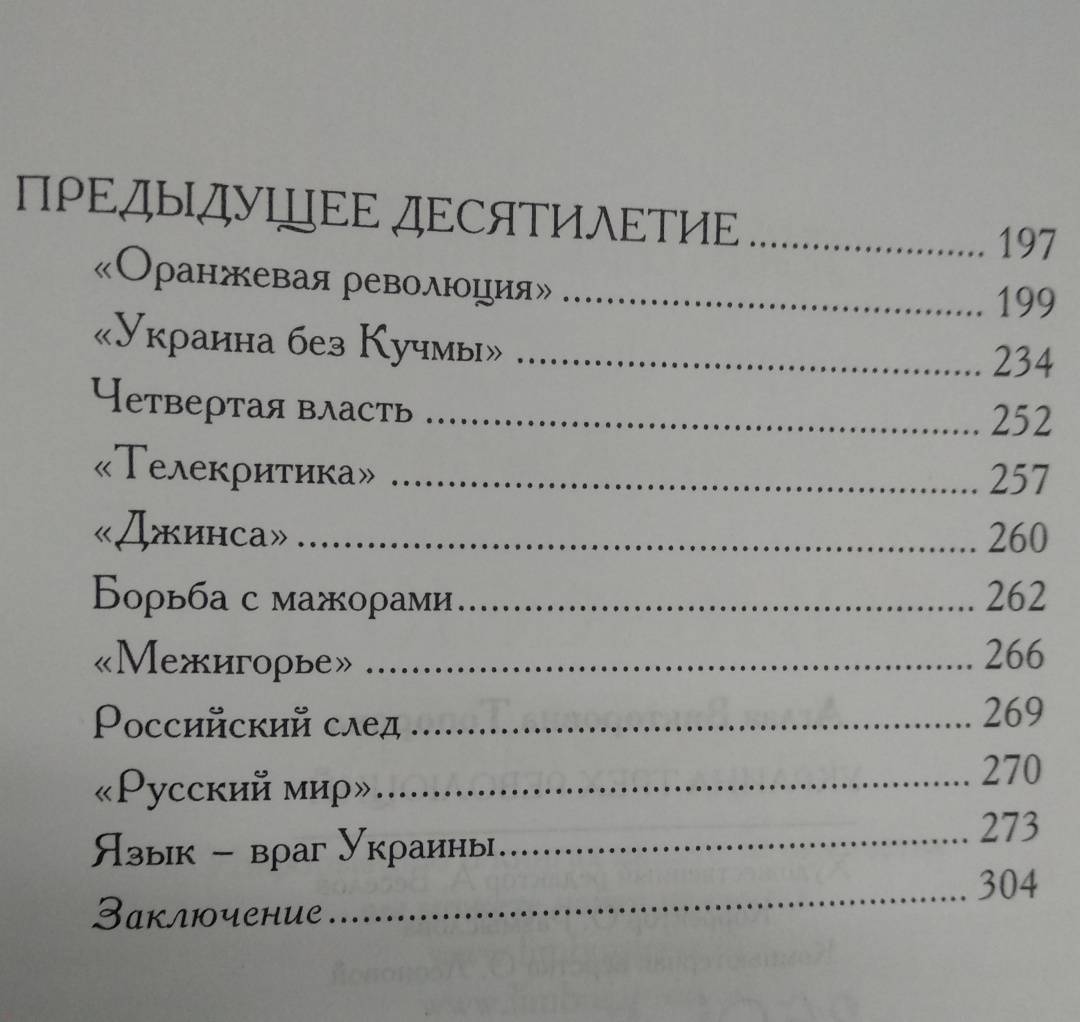 ПРЕДЫДУЩЕЕ ДЕСЯТИЛЕТИЕ ........................ 197
«Оранжевая революция» ........................ 199
«Украина без Кучмы» ........................ 234
Четвертая власть ........................ 252
«Телекритика» ........................ 257
«Джинса» ........................ 260
Борьба с мажорами ........................ 262
«Межигорье» ........................ 266
Российский след ........................ 269
«Русский мир» ........................ 270
Язык – враг Украины ........................ 273
Заключение ........................ 304